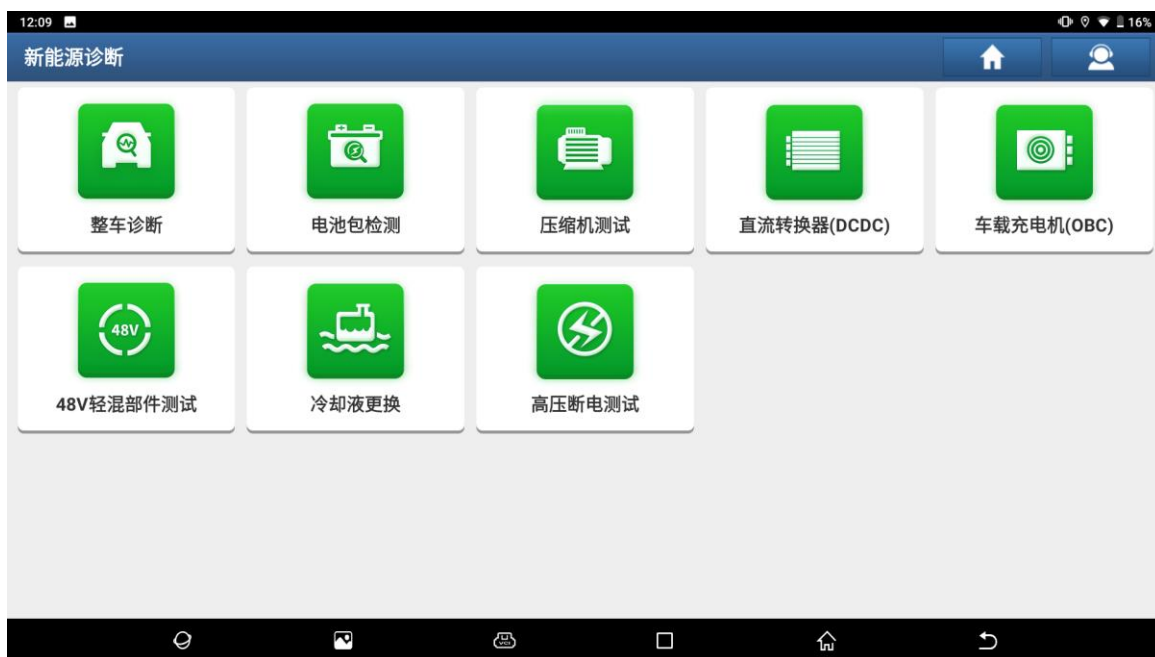 12:09
16%
新能源诊断
整车诊断
电池包检测
压缩机测试
直流转换器(DCDC)
车载充电机(OBC)
48V
48V轻混部件测试
冷却液更换
高压断电测试
VCI